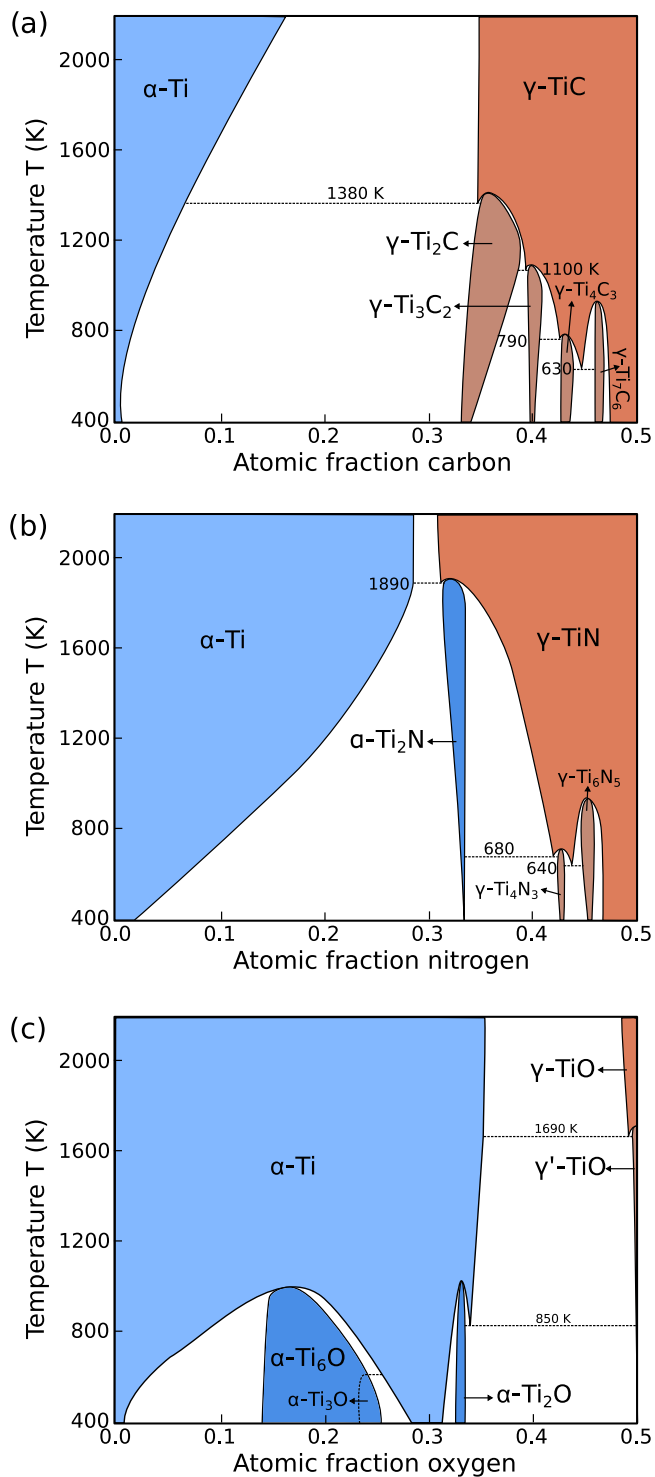 (a)
2200
α-Ti
γ-TiC
2000
1600
1380 K
1200
γ-Ti₂C
1100 K
γ-Ti₄C₃
γ-Ti₃C₂
800
790
630
γ-Ti₇C₆
400
0.0 0.1 0.2 0.3 0.4 0.5
Temperature T (K)
Atomic fraction carbon
(b)
2000
1890
1600
α-Ti
γ-TiN
1200
α-Ti₂N
γ-Ti₆N₅
800
680
640
γ-Ti₄N₃
400
0.0 0.1 0.2 0.3 0.4 0.5
Temperature T (K)
Atomic fraction nitrogen
(c)
2000
γ-TiO
1690 K
1600
α-Ti
γ'-TiO
1200
800
850 K
α-Ti₆O
α-Ti₃O
α-Ti₂O
400
0.0 0.1 0.2 0.3 0.4 0.5
Temperature T (K)
Atomic fraction oxygen